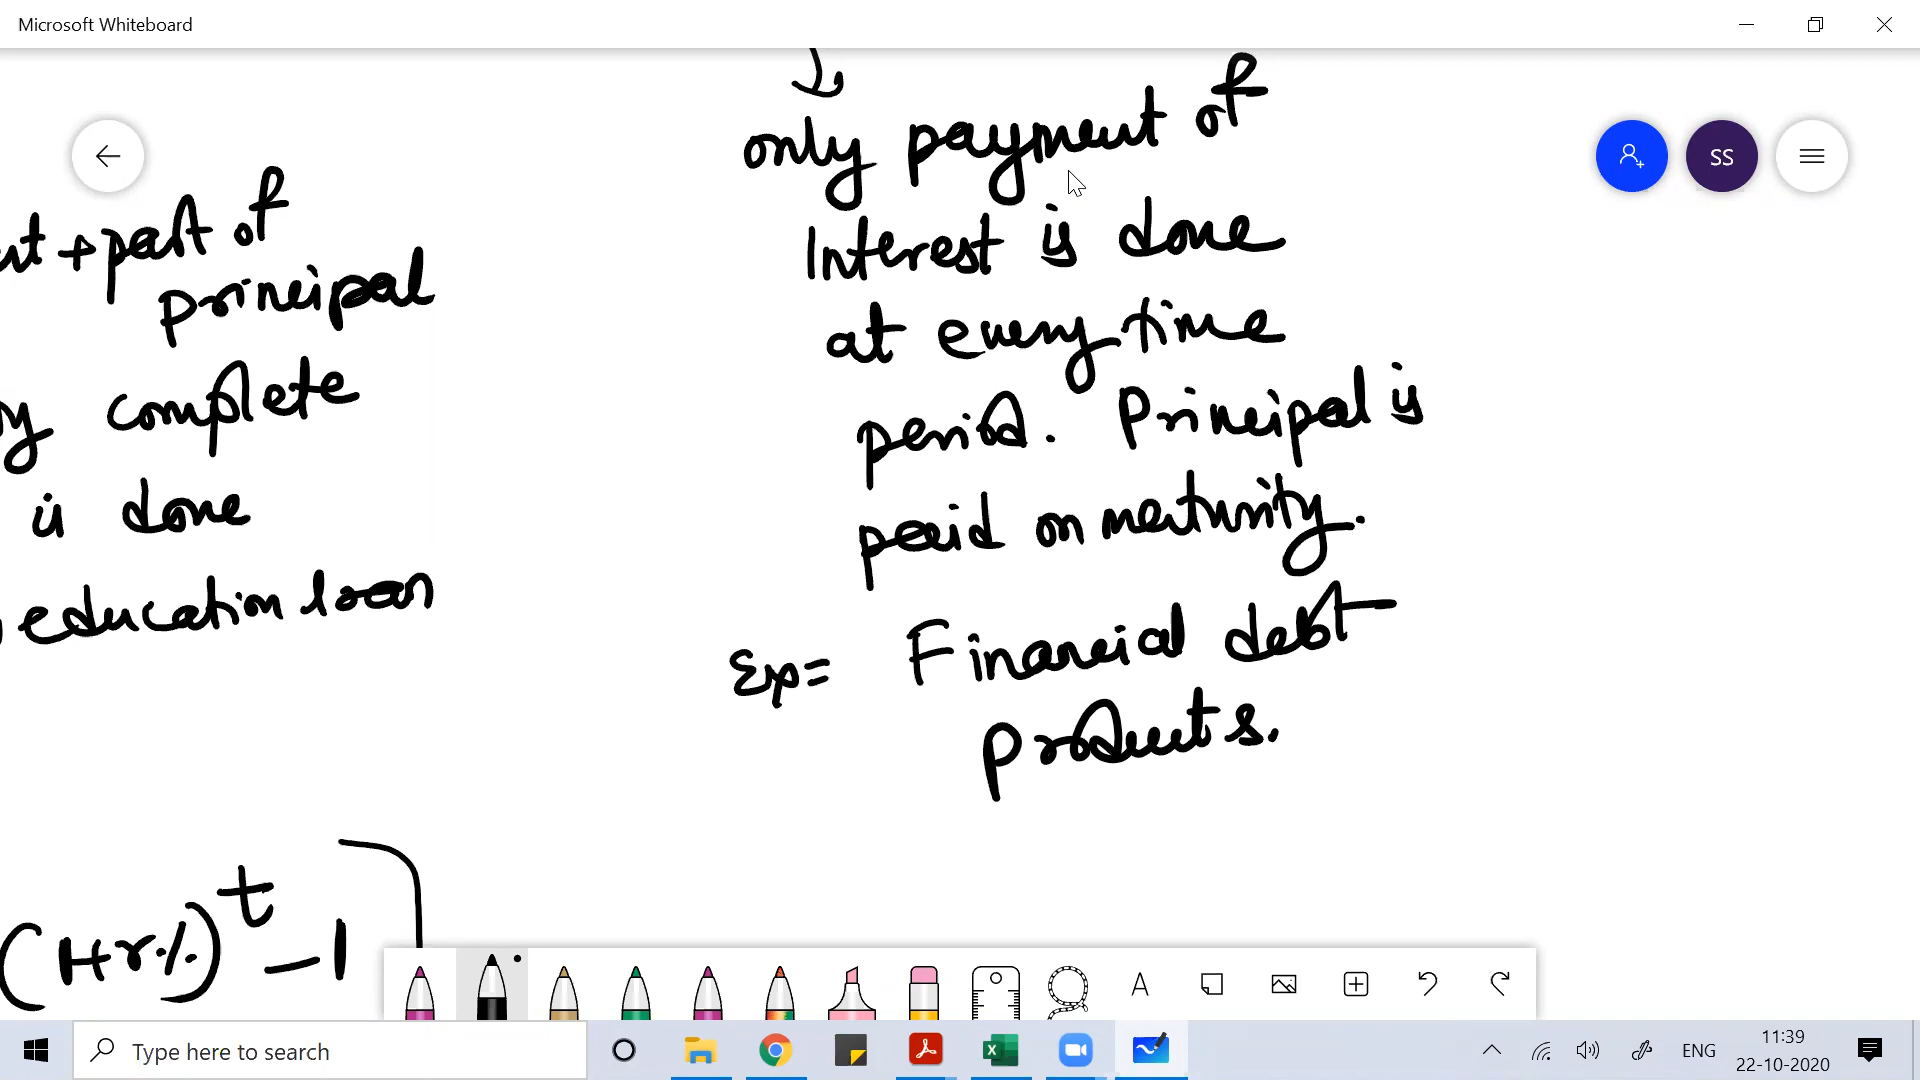 Microsoft Whiteboard
only payment of
Interest is done
at every time
period. Principal is
paid on maturity.
Exp= Financial debt
products.
+ part of
principal
complete
is done
education loan
(1+r%)^t -1
SS
A
Type here to search
ENG
11:39
22-10-2020